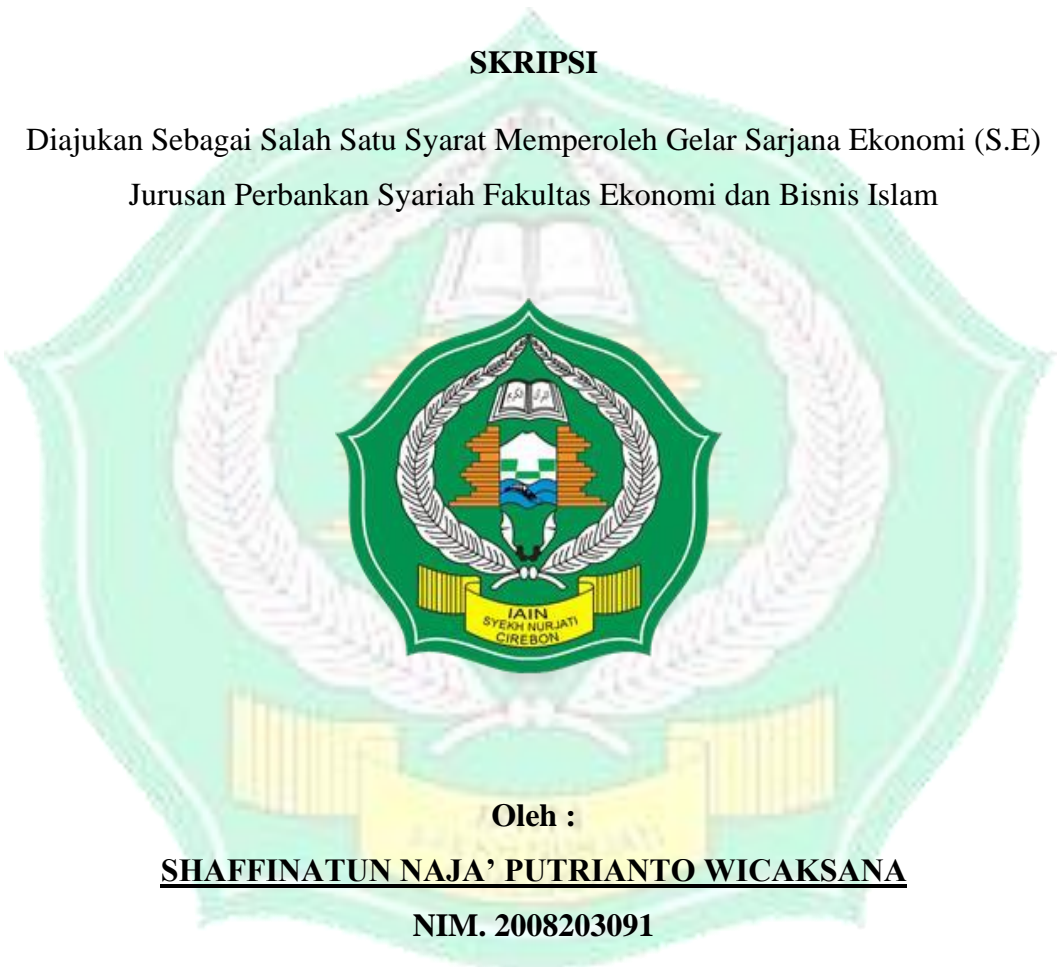 SKRIPSI
Diajukan Sebagai Salah Satu Syarat Memperoleh Gelar Sarjana Ekonomi (S.E)
Jurusan Perbankan Syariah Fakultas Ekonomi dan Bisnis Islam
IAIN
SYEKH NURJATI
CIREBON
Oleh :
SHAFFINATUN NAJA’ PUTRIANTO WICAKSANA
NIM. 2008203091